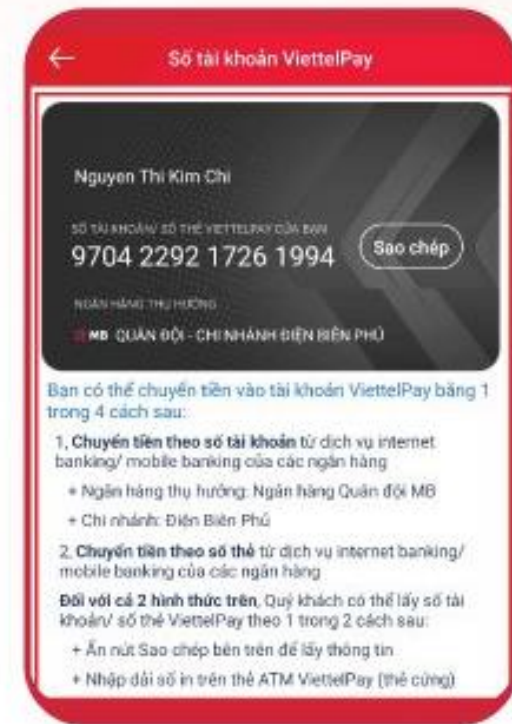 Số tài khoản ViettelPay
Nguyen Thi Kim Chi
SỐ TÀI KHOẢN/ SỐ THẺ VIETTELPAY CỦA BẠN
9704 2292 1726 1994
Sao chép
NGÂN HÀNG THỤ HƯỞNG
MB QUÂN ĐỘI - CHI NHÁNH ĐIỆN BIÊN PHỦ
Bạn có thể chuyển tiền vào tài khoản ViettelPay bằng 1
trong 4 cách sau:
1, Chuyển tiền theo số tài khoản từ dịch vụ internet
banking/ mobile banking của các ngân hàng
+ Ngân hàng thụ hưởng: Ngân hàng Quân đội MB
+ Chi nhánh: Điện Biên Phủ
2, Chuyển tiền theo số thẻ từ dịch vụ internet banking/
mobile banking của các ngân hàng
Đối với cả 2 hình thức trên, Quý khách có thể lấy số tài
khoản/ số thẻ ViettelPay theo 1 trong 2 cách sau:
+ Ấn nút Sao chép bên trên để lấy thông tin
+ Nhập dải số in trên thẻ ATM ViettelPay (thẻ cứng)